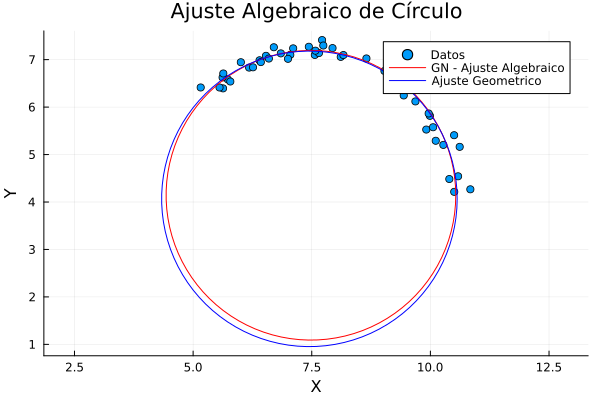 Ajuste Algebraico de Círculo
Datos
GN - Ajuste Algebraico
Ajuste Geometrico
7
6
5
4
3
2
1
Y
2.5 5.0 7.5 10.0 12.5
X